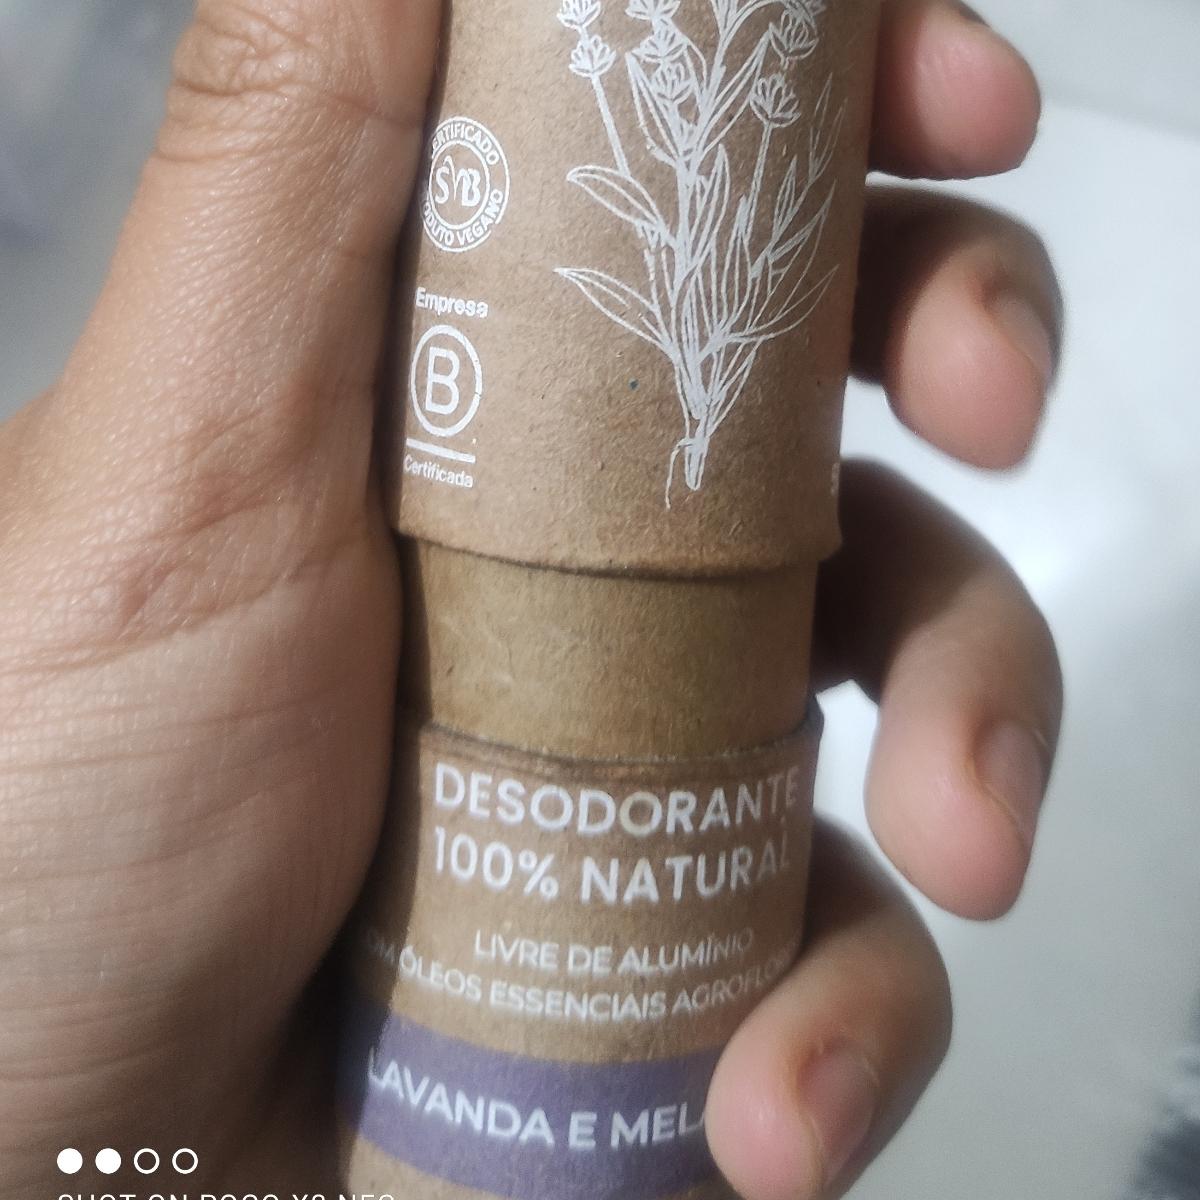 CERTIFICADO
SVB
PRODUTO VEGANO
Empresa
B
Certificada
DESODORANTE
100% NATURAL
LIVRE DE ALUMÍNIO
ÓLEOS ESSENCIAIS
LAVANDA E